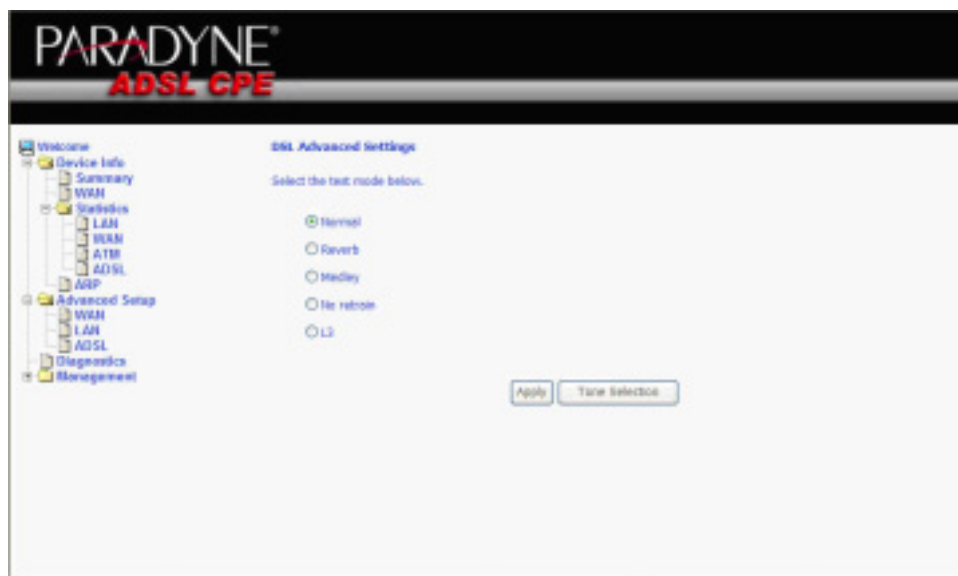 PARADYNE®
ADSL CPE
Welcome
Device Info
Summary
WAN
Statistics
LAN
WAN
ATM
ADSL
ARP
Advanced Setup
WAN
LAN
ADSL
Diagnostics
Management
DSL Advanced Settings
Select the test mode below.
Normal
Reverb
Medley
No retrain
L3
Apply
Tone Selection